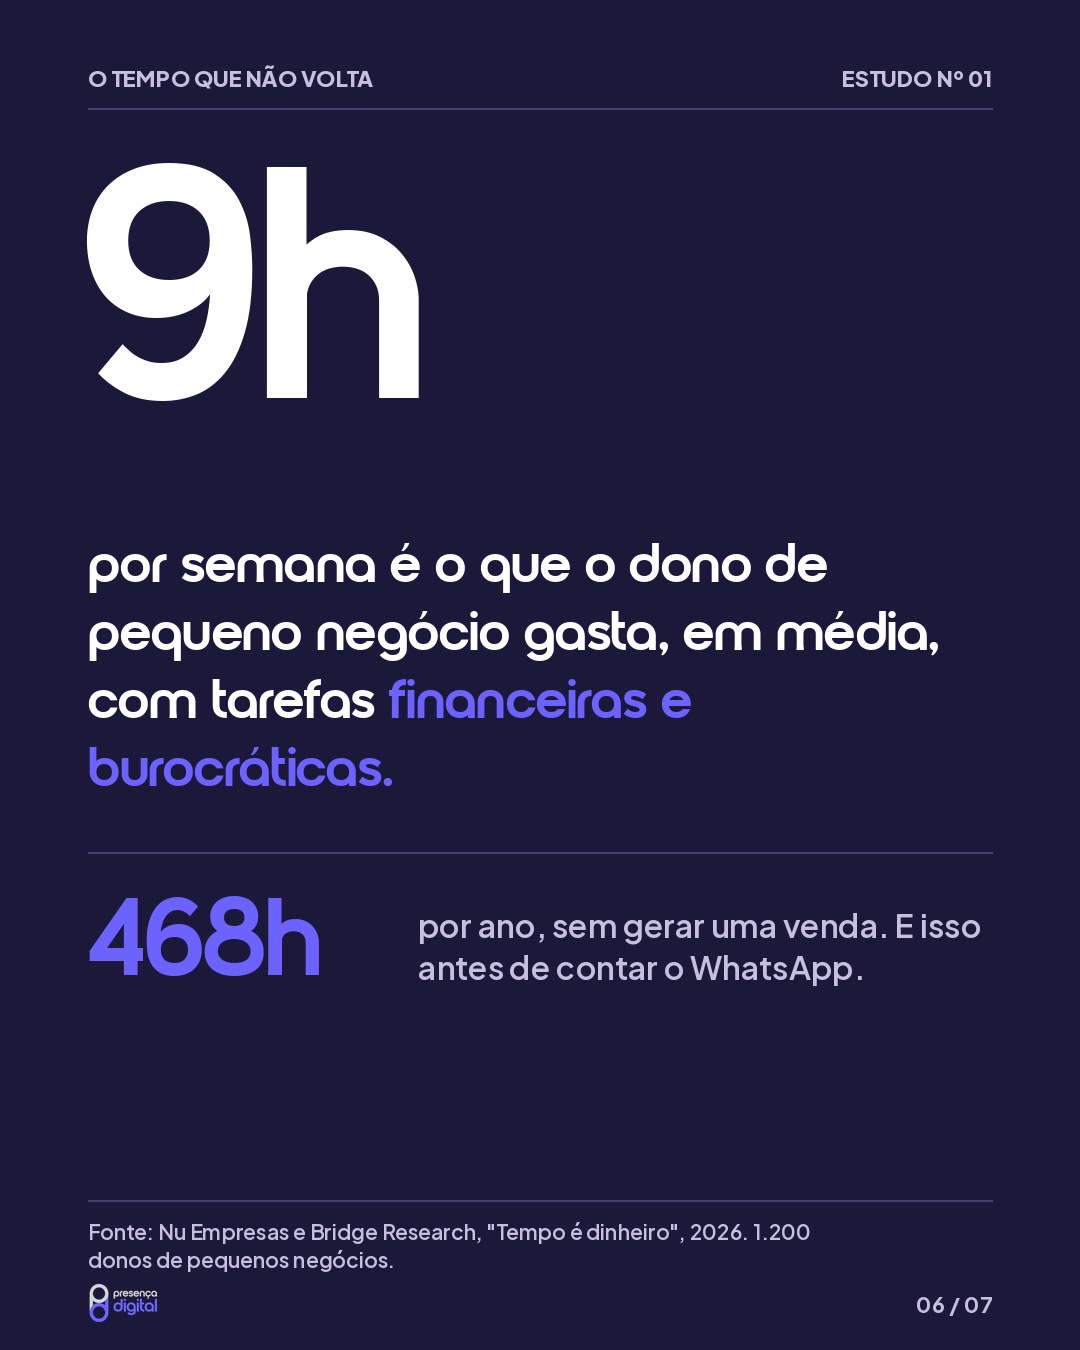 O TEMPO QUE NÃO VOLTA
ESTUDO Nº 01
9h
por semana é o que o dono de
pequeno negócio gasta, em média,
com tarefas financeiras e
burocráticas.
468h
por ano, sem gerar uma venda. E isso
antes de contar o WhatsApp.
Fonte: Nu Empresas e Bridge Research, "Tempo é dinheiro", 2026. 1.200
donos de pequenos negócios.
presença
digital
06 / 07